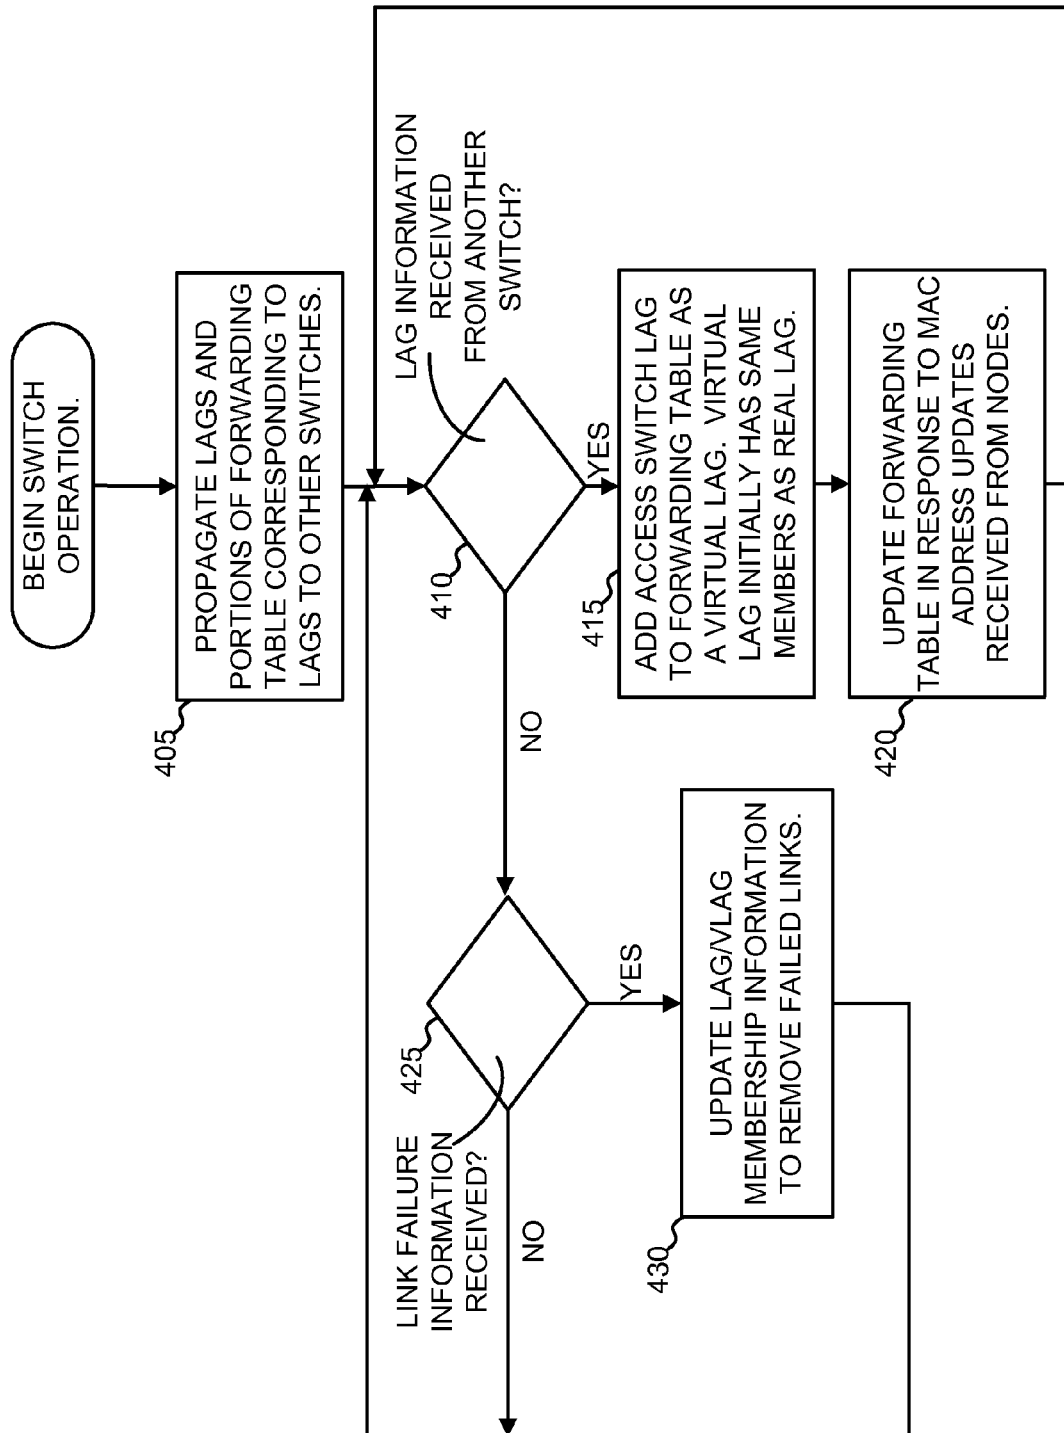 BEGIN SWITCH
OPERATION.
PROPAGATE LAGS AND
PORTIONS OF FORWARDING
TABLE CORRESPONDING TO
LAGS TO OTHER SWITCHES.
405
LAG INFORMATION
RECEIVED
FROM ANOTHER
SWITCH?
410
YES
NO
ADD ACCESS SWITCH LAG
TO FORWARDING TABLE AS
A VIRTUAL LAG. VIRTUAL
LAG INITIALLY HAS SAME
MEMBERS AS REAL LAG.
415
UPDATE FORWARDING
TABLE IN RESPONSE TO MAC
ADDRESS UPDATES
RECEIVED FROM NODES.
420
LINK FAILURE
INFORMATION
RECEIVED?
425
YES
NO
UPDATE LAG/VLAG
MEMBERSHIP INFORMATION
TO REMOVE FAILED LINKS.
430